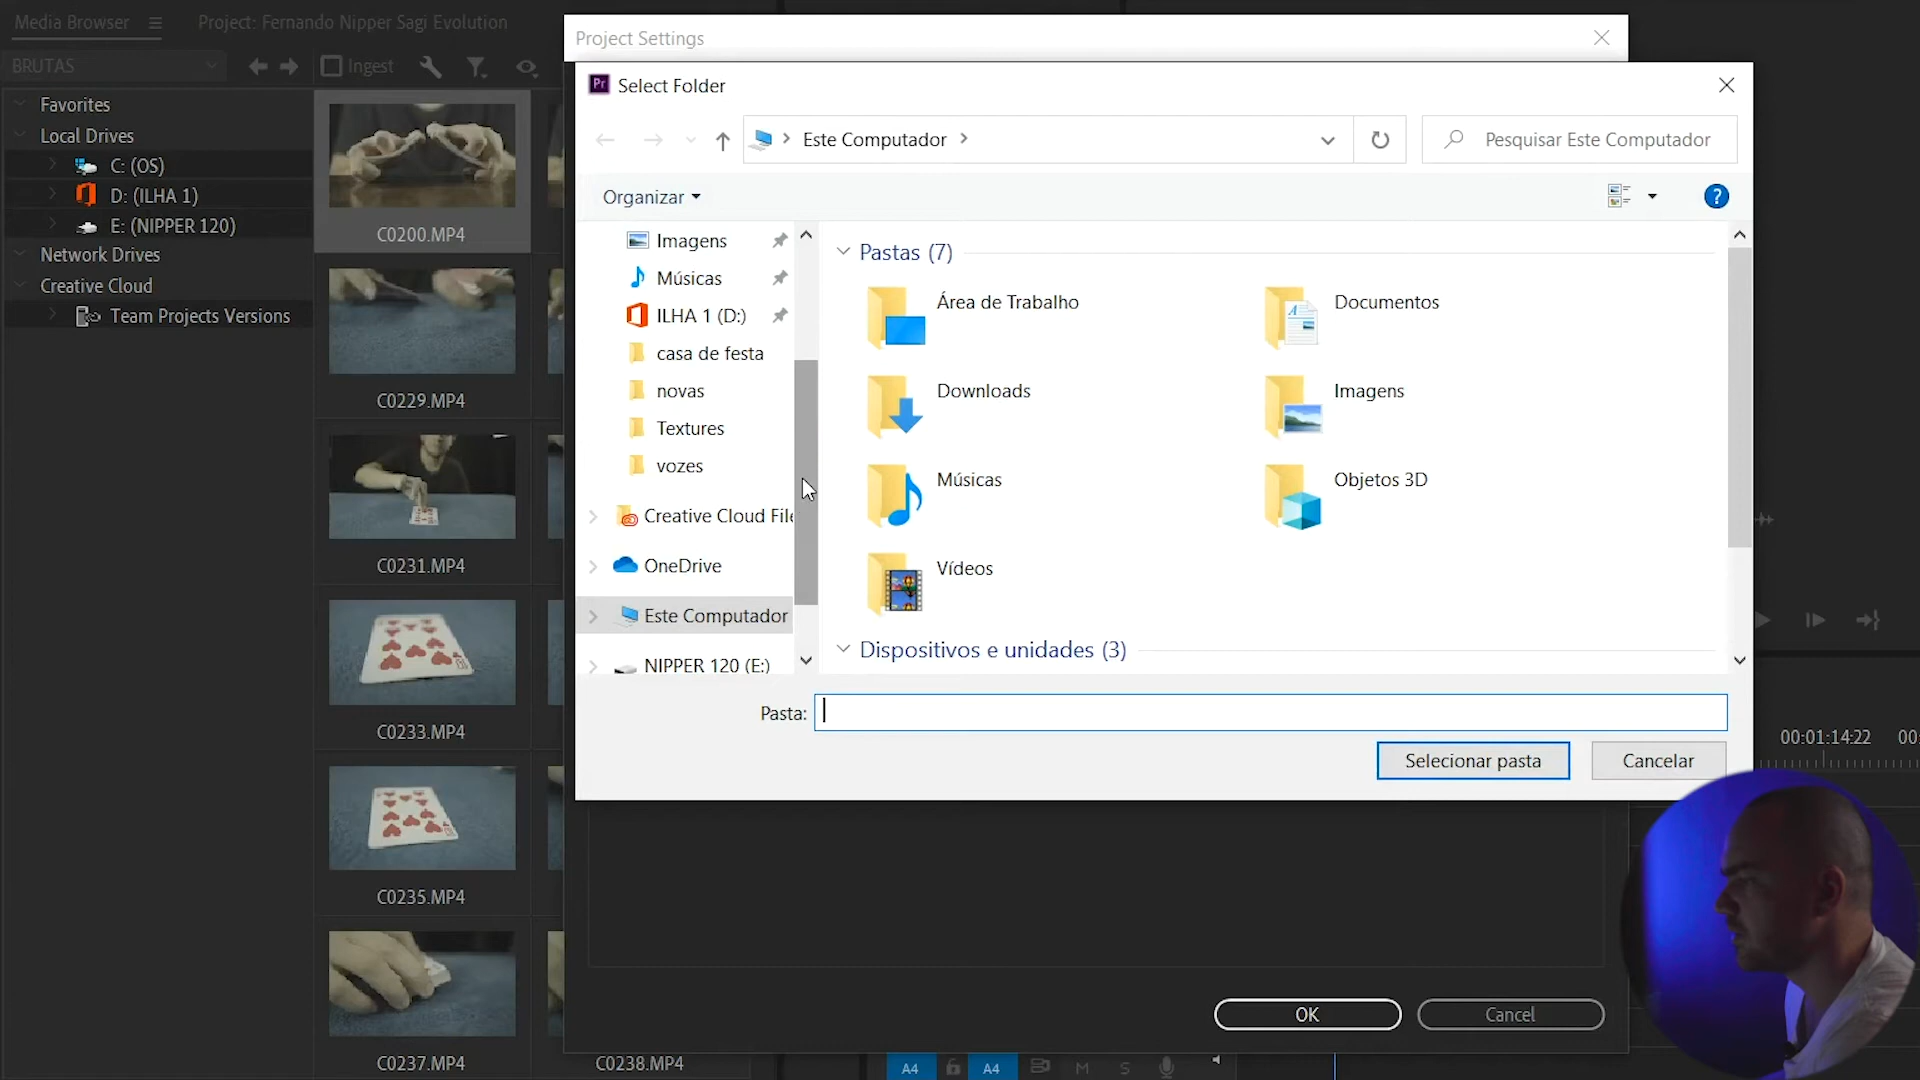 Media Browser
Project: Fernando Nipper Sagi Evolution
BRUTAS
Ingest
Favorites
Local Drives
C: (OS)
D: (ILHA 1)
E: (NIPPER 120)
Network Drives
Creative Cloud
Team Projects Versions
C0200.MP4
C0229.MP4
C0231.MP4
C0233.MP4
C0235.MP4
C0237.MP4
C0238.MP4
Project Settings
Pr Select Folder
Este Computador
Pesquisar Este Computador
Organizar
?
Imagens
Músicas
ILHA 1 (D:)
casa de festa
novas
Textures
vozes
Creative Cloud File
OneDrive
Este Computador
NIPPER 120 (E:)
Pastas (7)
Área de Trabalho
Documentos
Downloads
Imagens
Músicas
Objetos 3D
Vídeos
Dispositivos e unidades (3)
Pasta:
Selecionar pasta
Cancelar
00:01:14:22
00
OK
Cancel
A4
A4
M
S